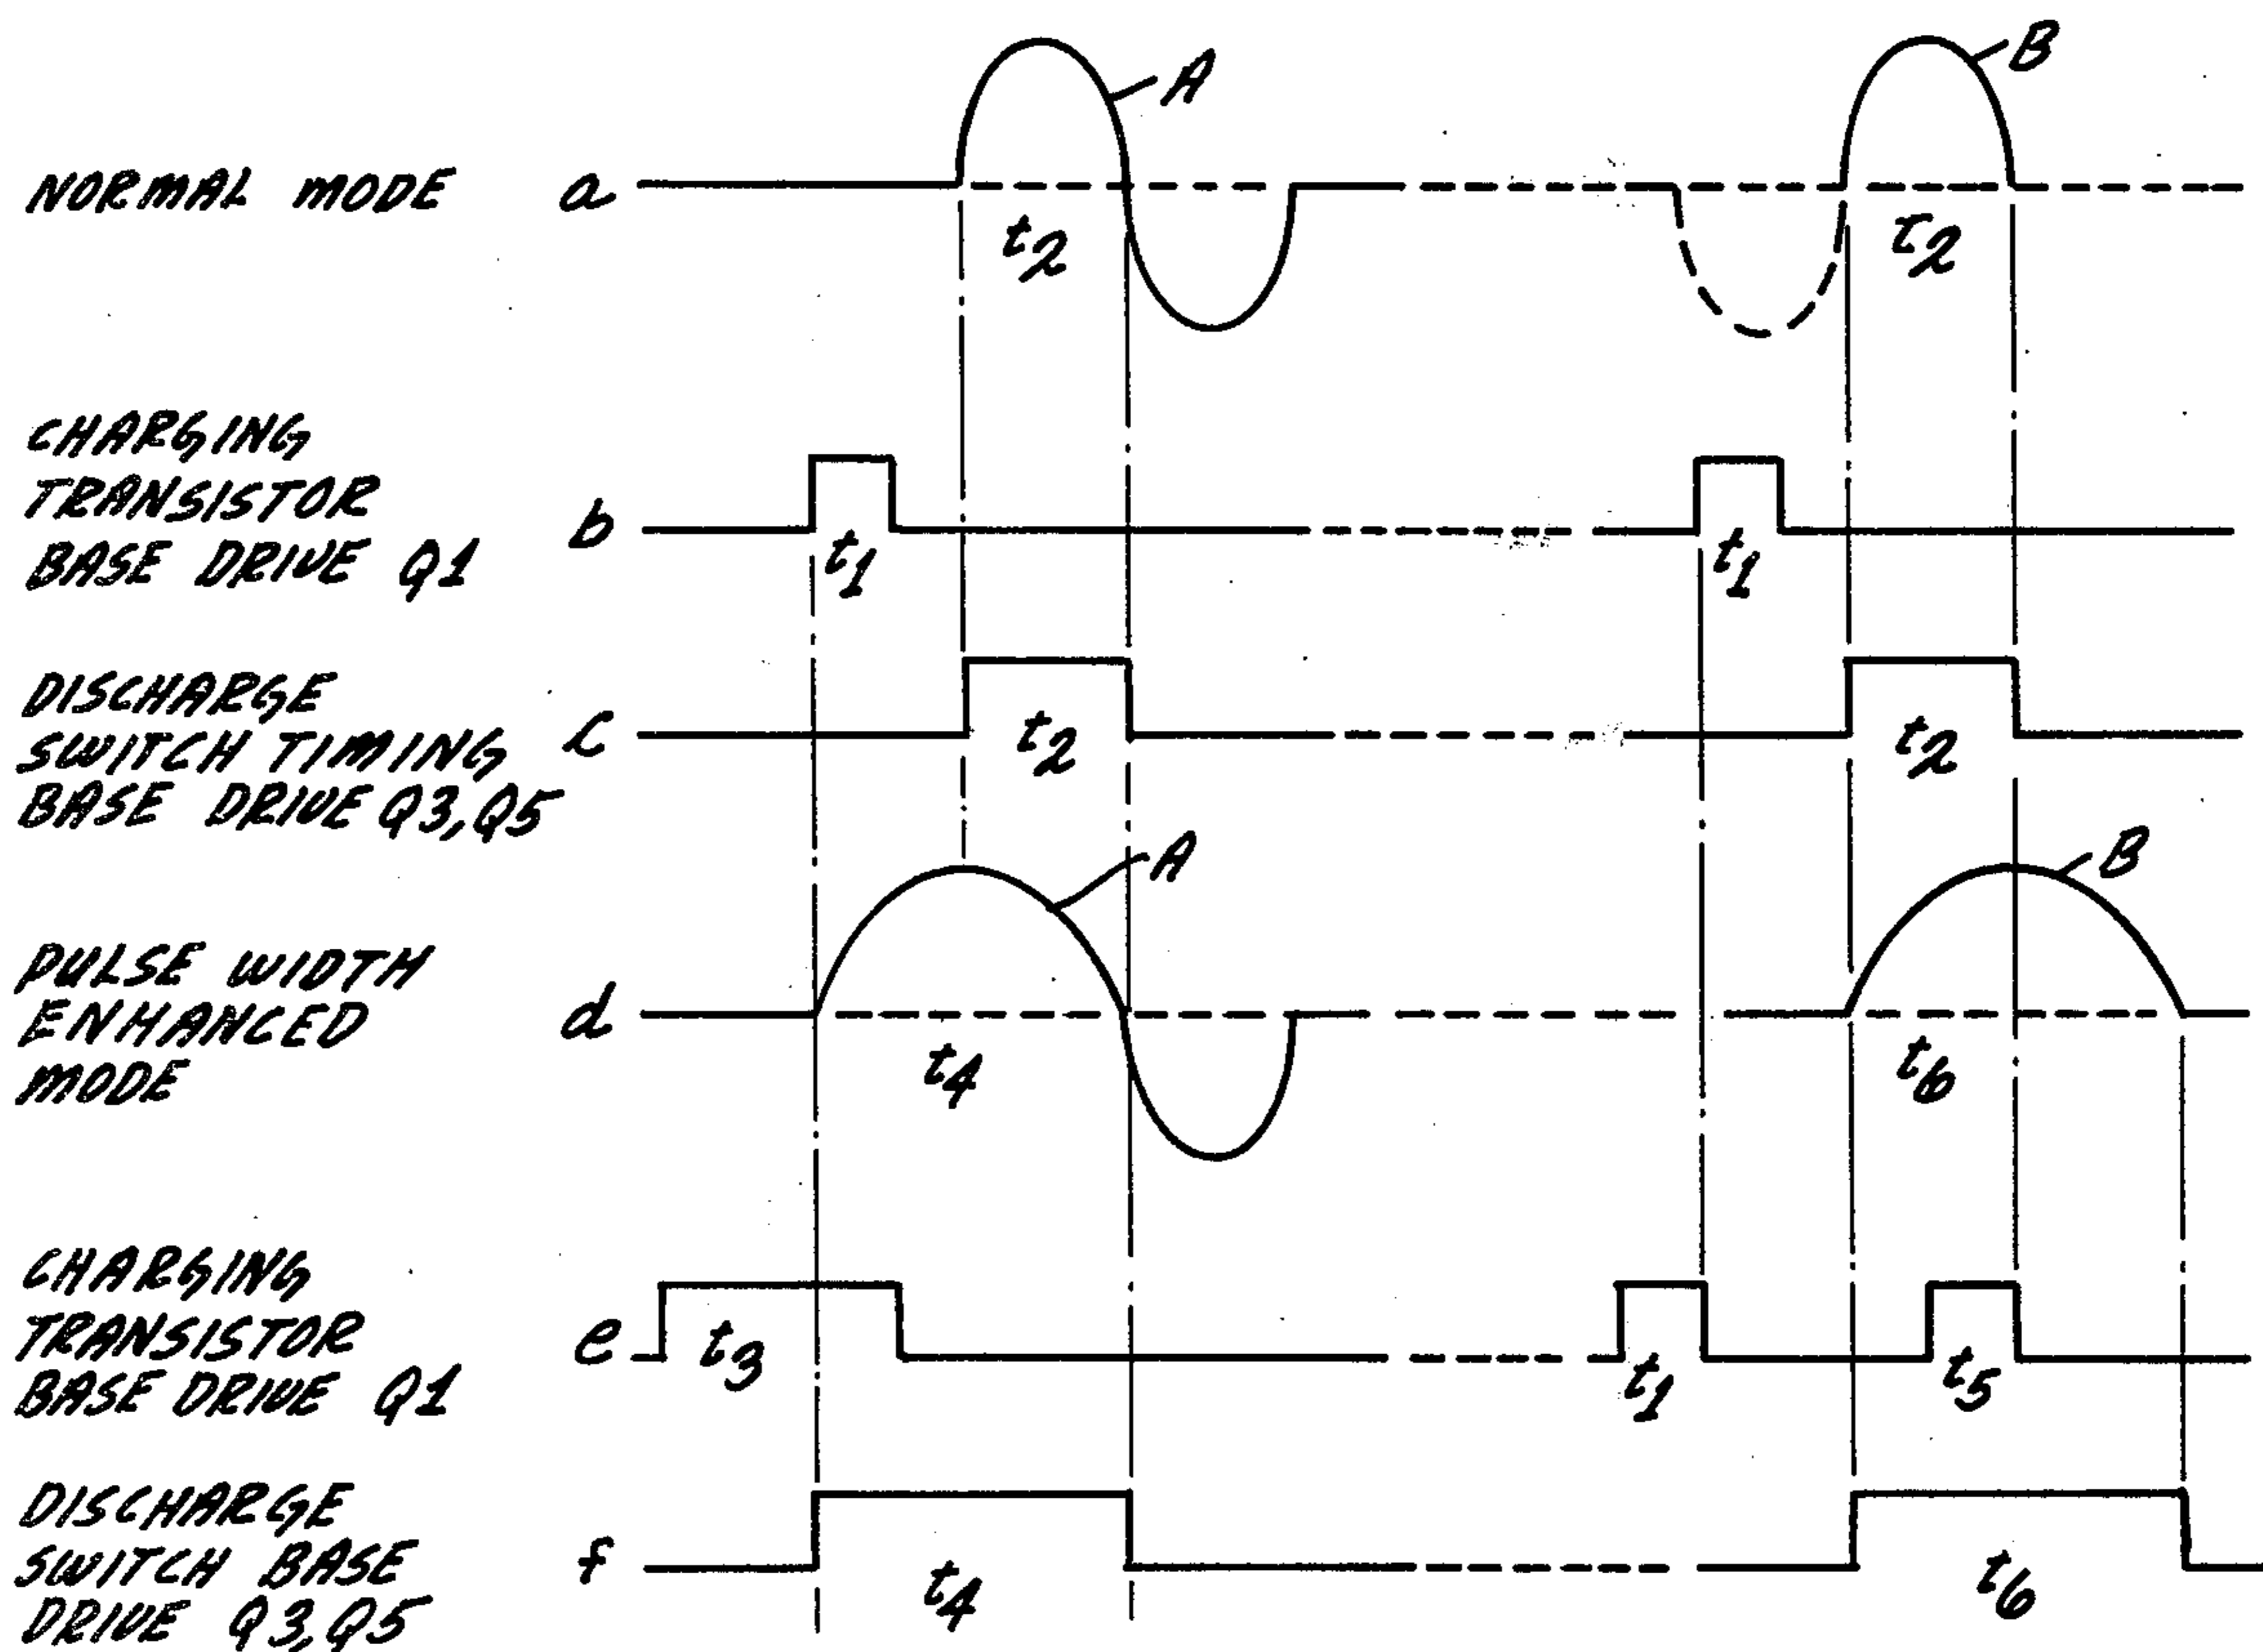 A
B
NORMAL MODE a
t2
τ2
CHARGING
TRANSISTOR
BASE DRIVE Q1
b
t1
t1
DISCHARGE
SWITCH TIMING
BASE DRIVE Q3,Q5
c
t2
t2
A
B
PULSE WIDTH
ENHANCED
MODE
d
t4
t6
CHARGING
TRANSISTOR
BASE DRIVE Q1
e
t3
t1
t5
DISCHARGE
SWITCH BASE
DRIVE Q3,Q5
f
t4
t6